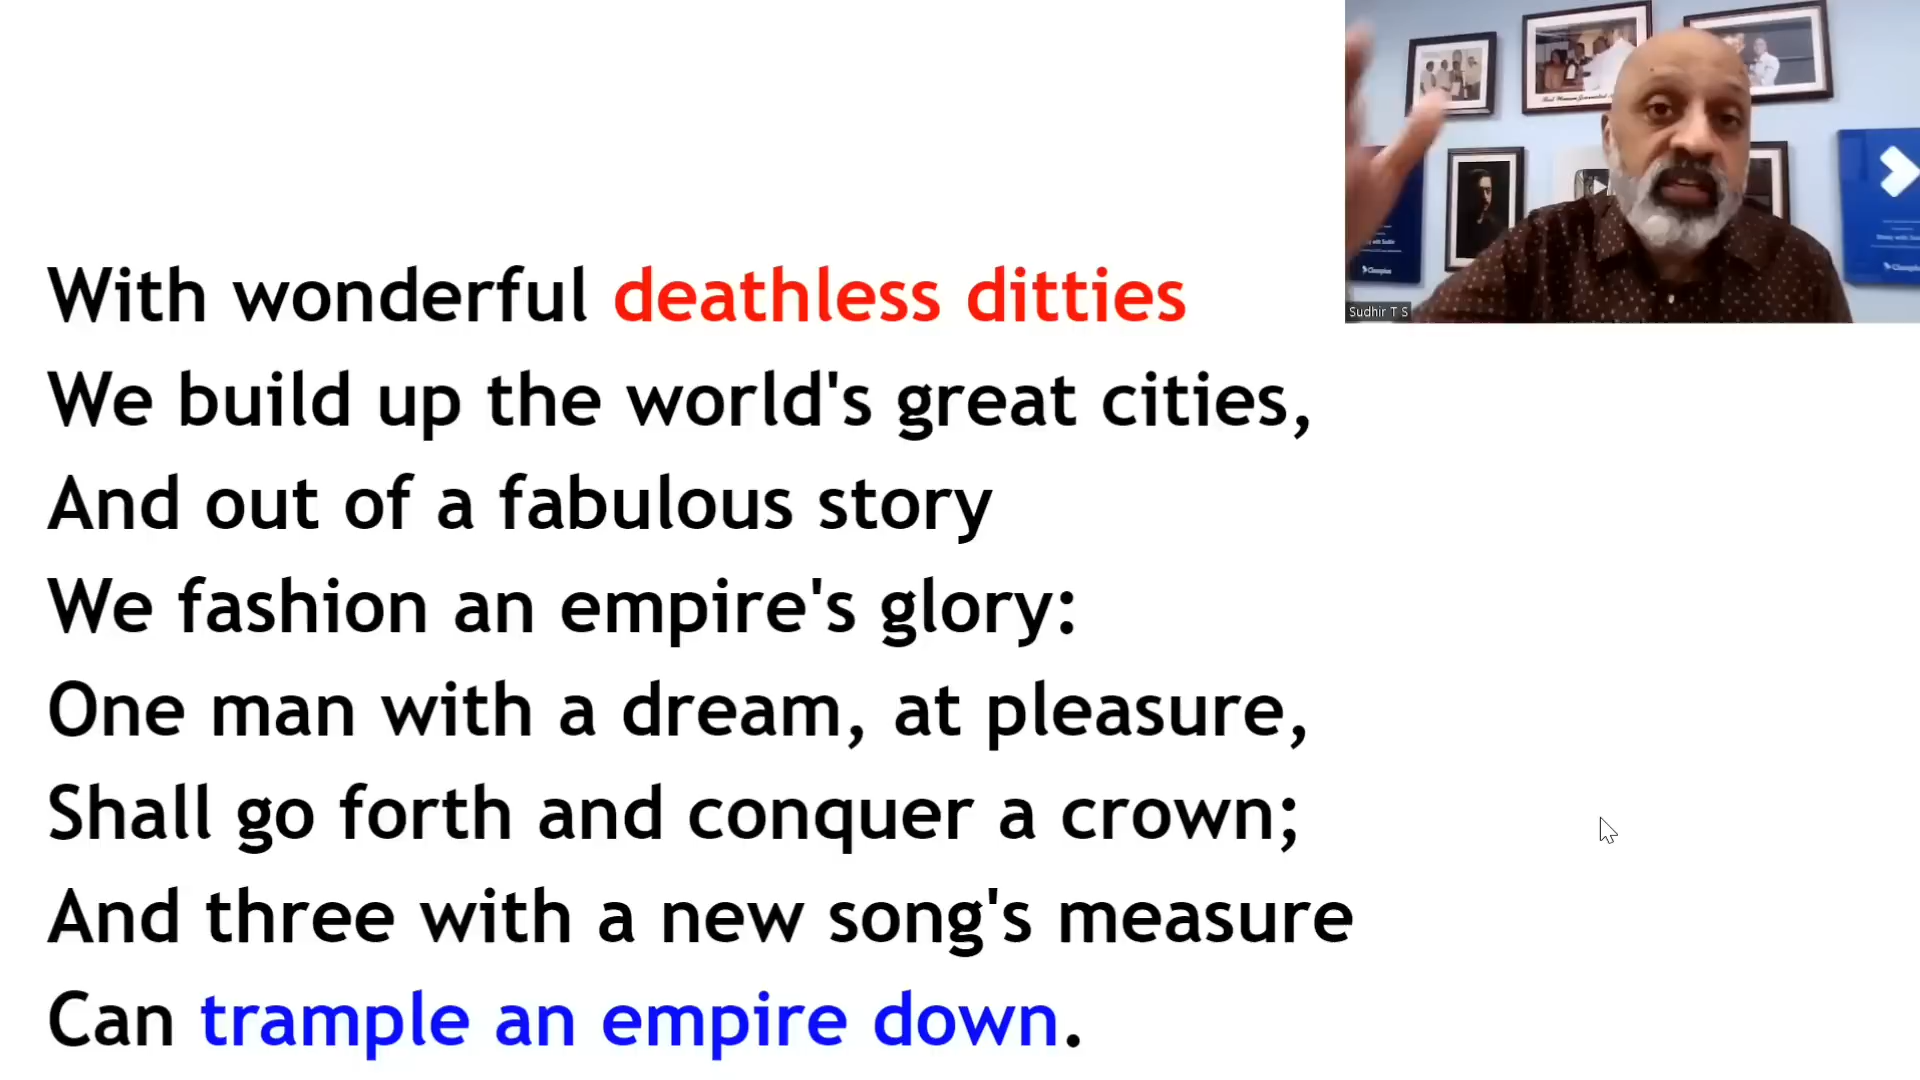 With wonderful deathless ditties
We build up the world's great cities,
And out of a fabulous story
We fashion an empire's glory:
One man with a dream, at pleasure,
Shall go forth and conquer a crown;
And three with a new song's measure
Can trample an empire down.
Sudhir T S